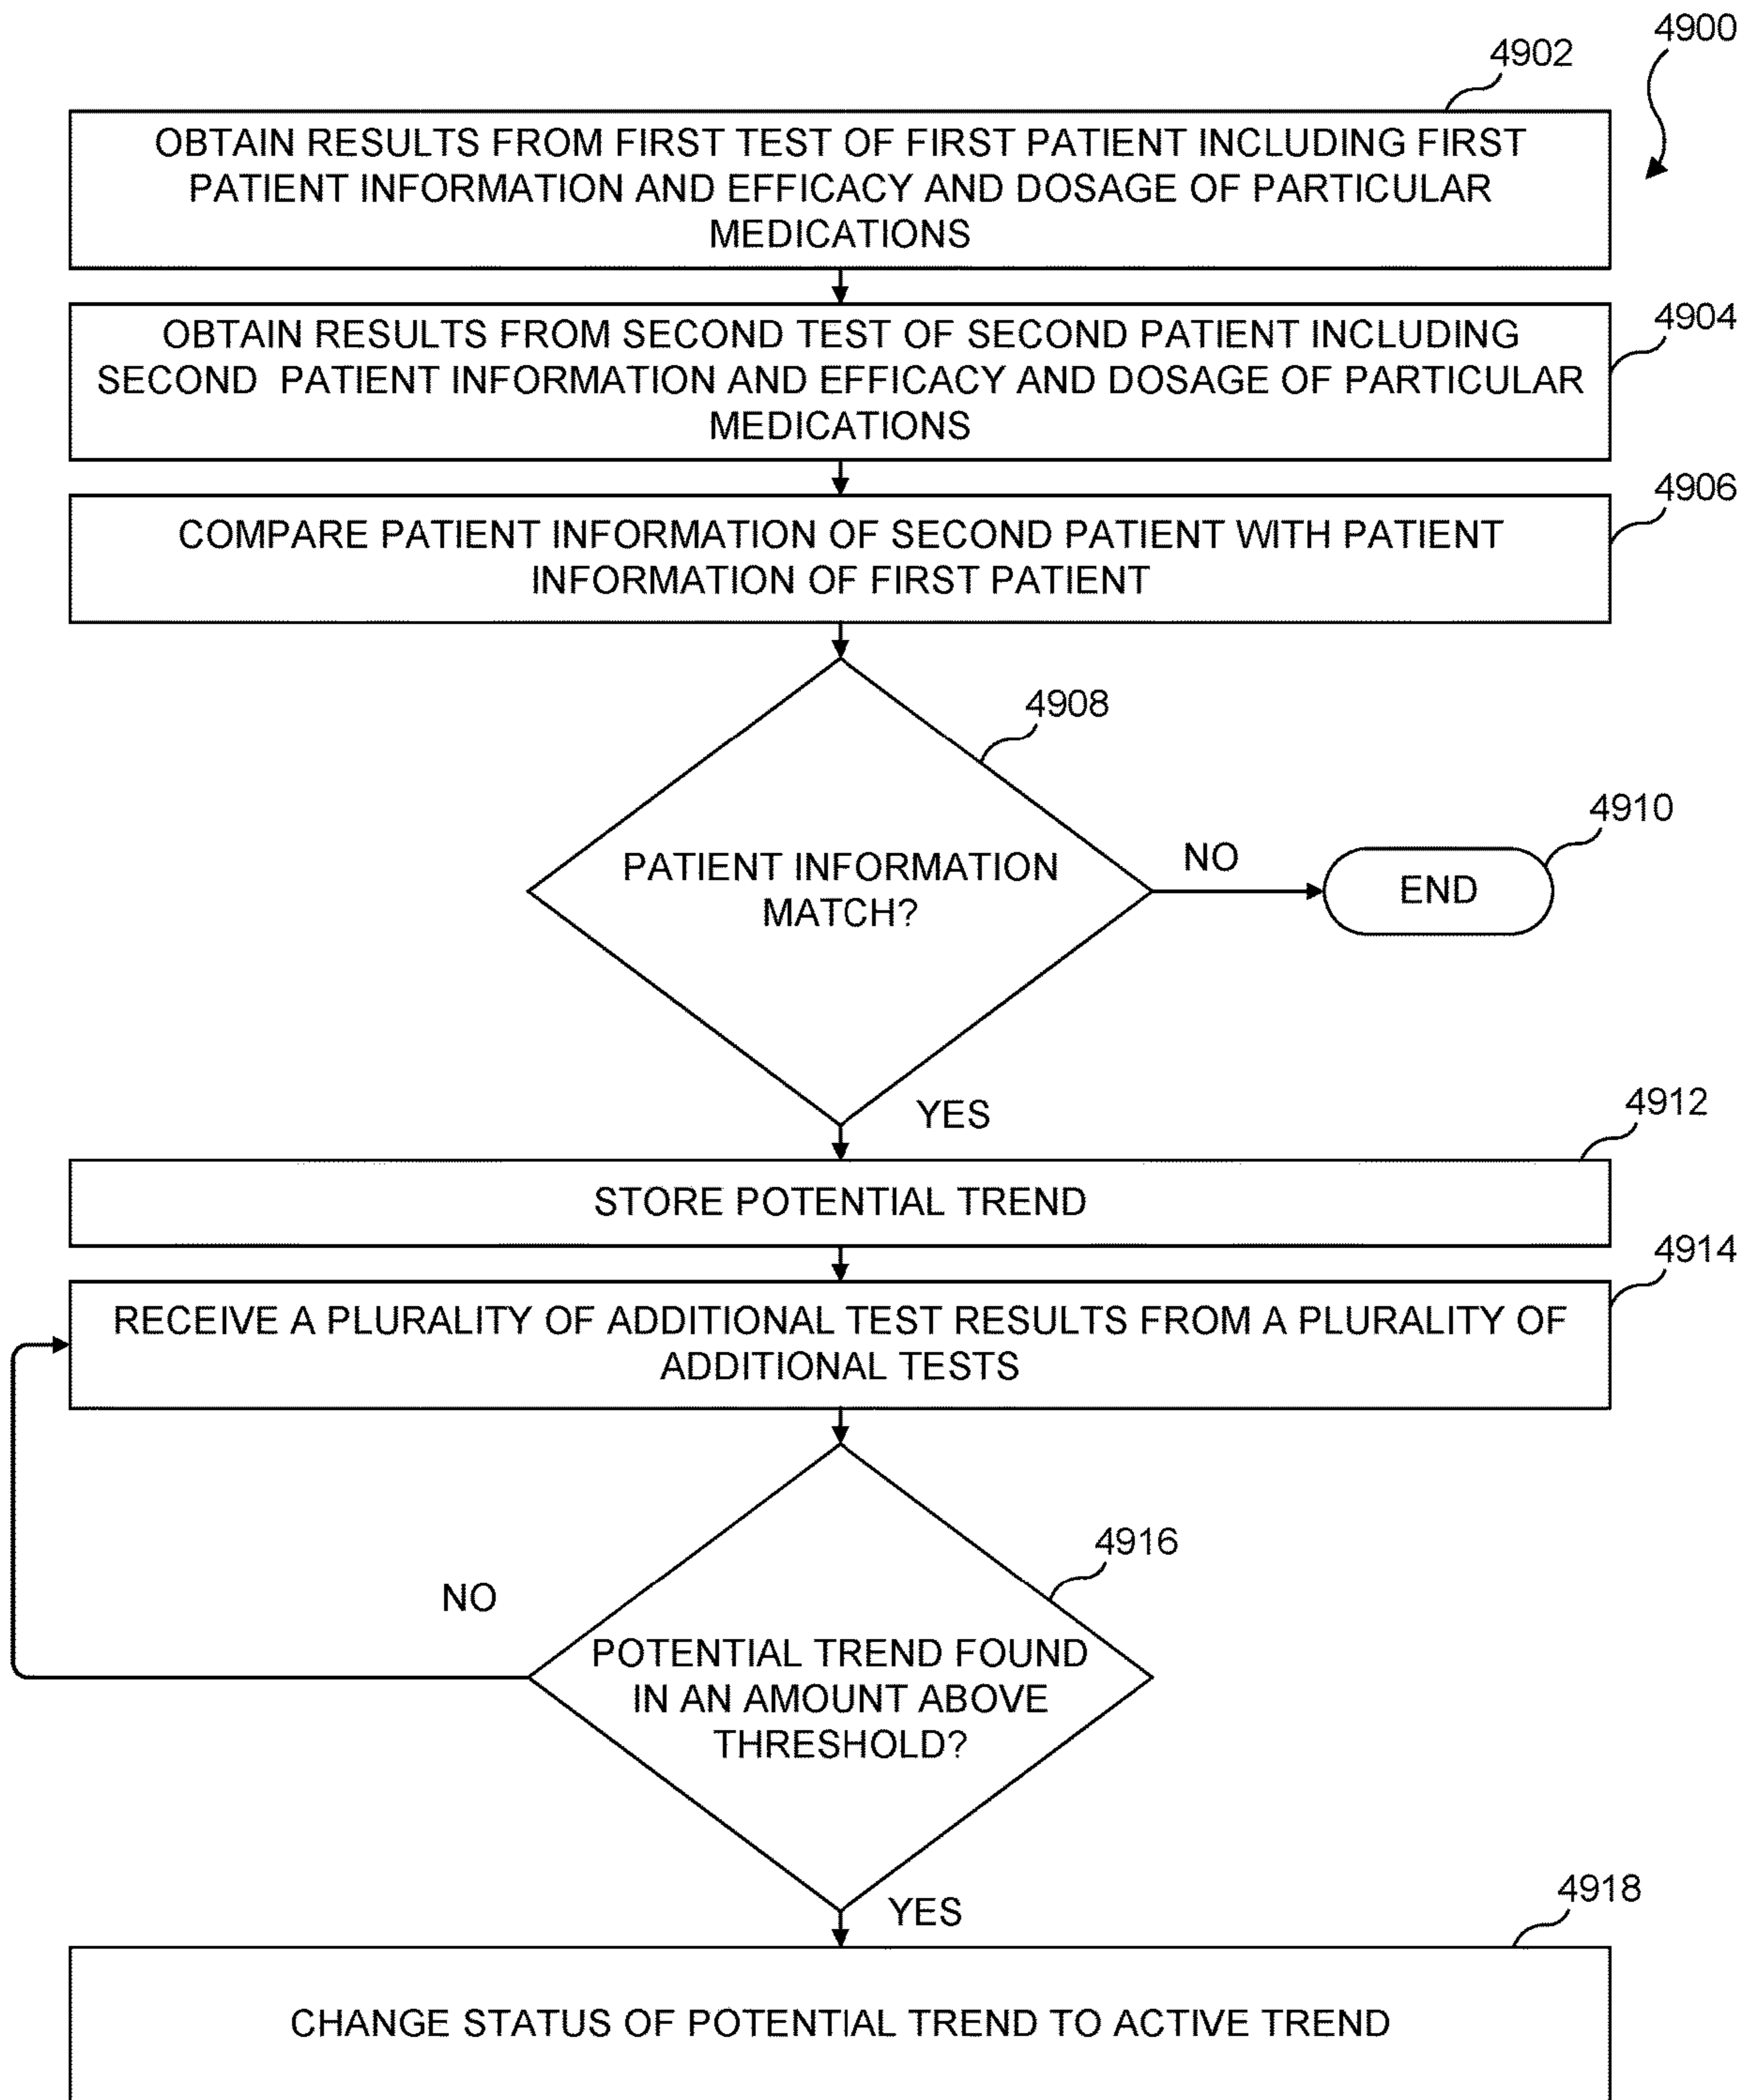 4900
4902
OBTAIN RESULTS FROM FIRST TEST OF FIRST PATIENT INCLUDING FIRST
PATIENT INFORMATION AND EFFICACY AND DOSAGE OF PARTICULAR
MEDICATIONS
4904
OBTAIN RESULTS FROM SECOND TEST OF SECOND PATIENT INCLUDING
SECOND PATIENT INFORMATION AND EFFICACY AND DOSAGE OF PARTICULAR
MEDICATIONS
4906
COMPARE PATIENT INFORMATION OF SECOND PATIENT WITH PATIENT
INFORMATION OF FIRST PATIENT
4908
PATIENT INFORMATION
MATCH?
NO
4910
END
YES
4912
STORE POTENTIAL TREND
4914
RECEIVE A PLURALITY OF ADDITIONAL TEST RESULTS FROM A PLURALITY OF
ADDITIONAL TESTS
4916
NO
POTENTIAL TREND FOUND
IN AN AMOUNT ABOVE
THRESHOLD?
YES
4918
CHANGE STATUS OF POTENTIAL TREND TO ACTIVE TREND